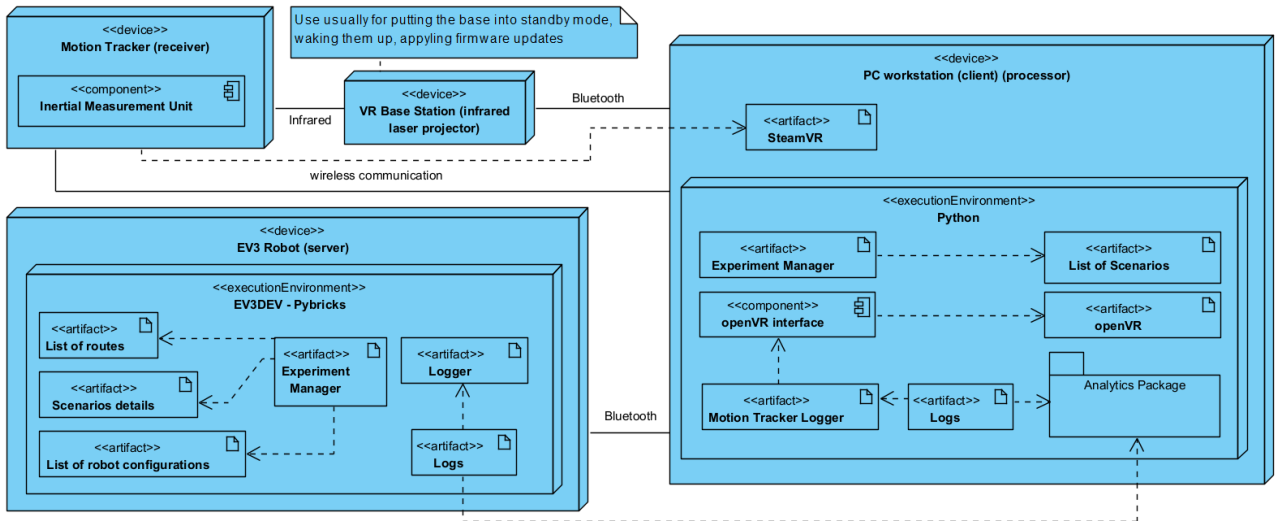 <<device>>
Motion Tracker (receiver)
<<component>>
Inertial Measurement Unit
Use usually for putting the base into standby mode,
waking them up, appyling firmware updates
<<device>>
VR Base Station (infrared
laser projector)
Infrared
Bluetooth
wireless communication
<<device>>
PC workstation (client) (processor)
<<artifact>>
SteamVR
<<executionEnvironment>>
Python
<<artifact>>
Experiment Manager
<<artifact>>
List of Scenarios
<<component>>
openVR interface
<<artifact>>
openVR
<<artifact>>
Motion Tracker Logger
<<artifact>>
Logs
Analytics Package
<<device>>
EV3 Robot (server)
<<executionEnvironment>>
EV3DEV - Pybricks
<<artifact>>
List of routes
<<artifact>>
Scenarios details
<<artifact>>
List of robot configurations
<<artifact>>
Experiment
Manager
<<artifact>>
Logger
<<artifact>>
Logs
Bluetooth